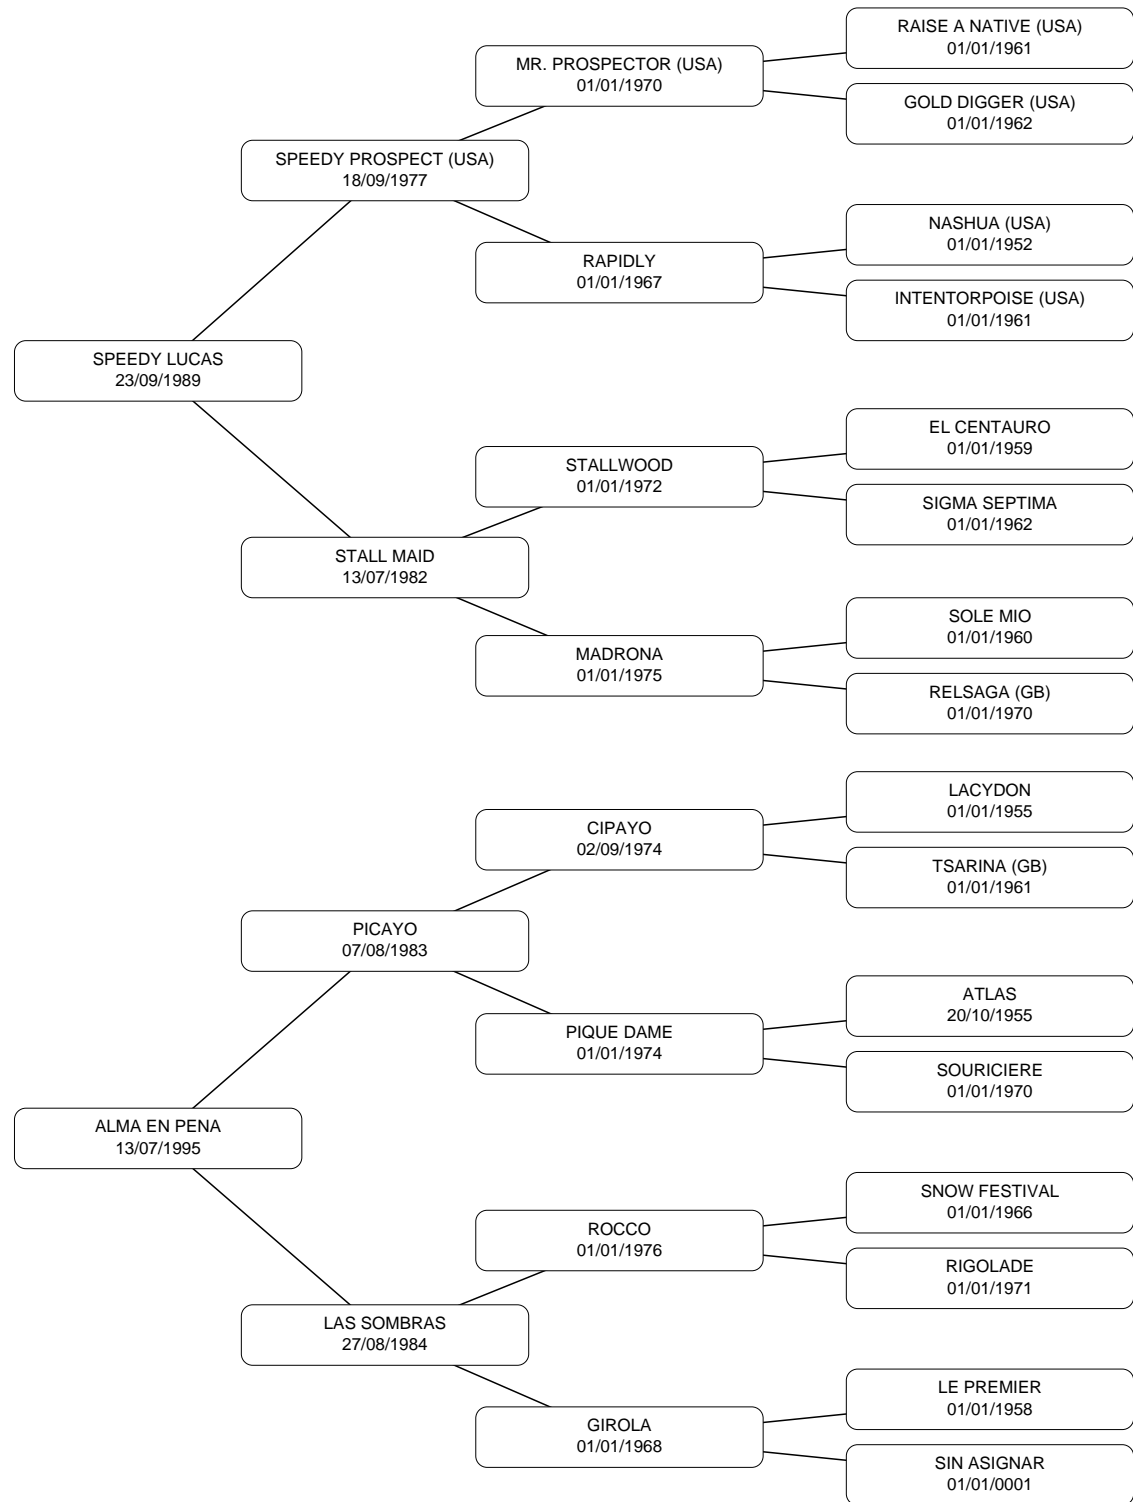 RAISE A NATIVE (USA)
01/01/1961
MR. PROSPECTOR (USA)
01/01/1970
GOLD DIGGER (USA)
01/01/1962
SPEEDY PROSPECT (USA)
18/09/1977
NASHUA (USA)
01/01/1952
RAPIDLY
01/01/1967
INTENTORPOISE (USA)
01/01/1961
SPEEDY LUCAS
23/09/1989
EL CENTAURO
01/01/1959
STALLWOOD
01/01/1972
SIGMA SEPTIMA
01/01/1962
STALL MAID
13/07/1982
SOLE MIO
01/01/1960
MADRONA
01/01/1975
RELSAGA (GB)
01/01/1970
LACYDON
01/01/1955
CIPAYO
02/09/1974
TSARINA (GB)
01/01/1961
PICAYO
07/08/1983
ATLAS
20/10/1955
PIQUE DAME
01/01/1974
SOURICIERE
01/01/1970
ALMA EN PENA
13/07/1995
SNOW FESTIVAL
01/01/1966
ROCCO
01/01/1976
RIGOLADE
01/01/1971
LAS SOMBRAS
27/08/1984
LE PREMIER
01/01/1958
GIROLA
01/01/1968
SIN ASIGNAR
01/01/0001